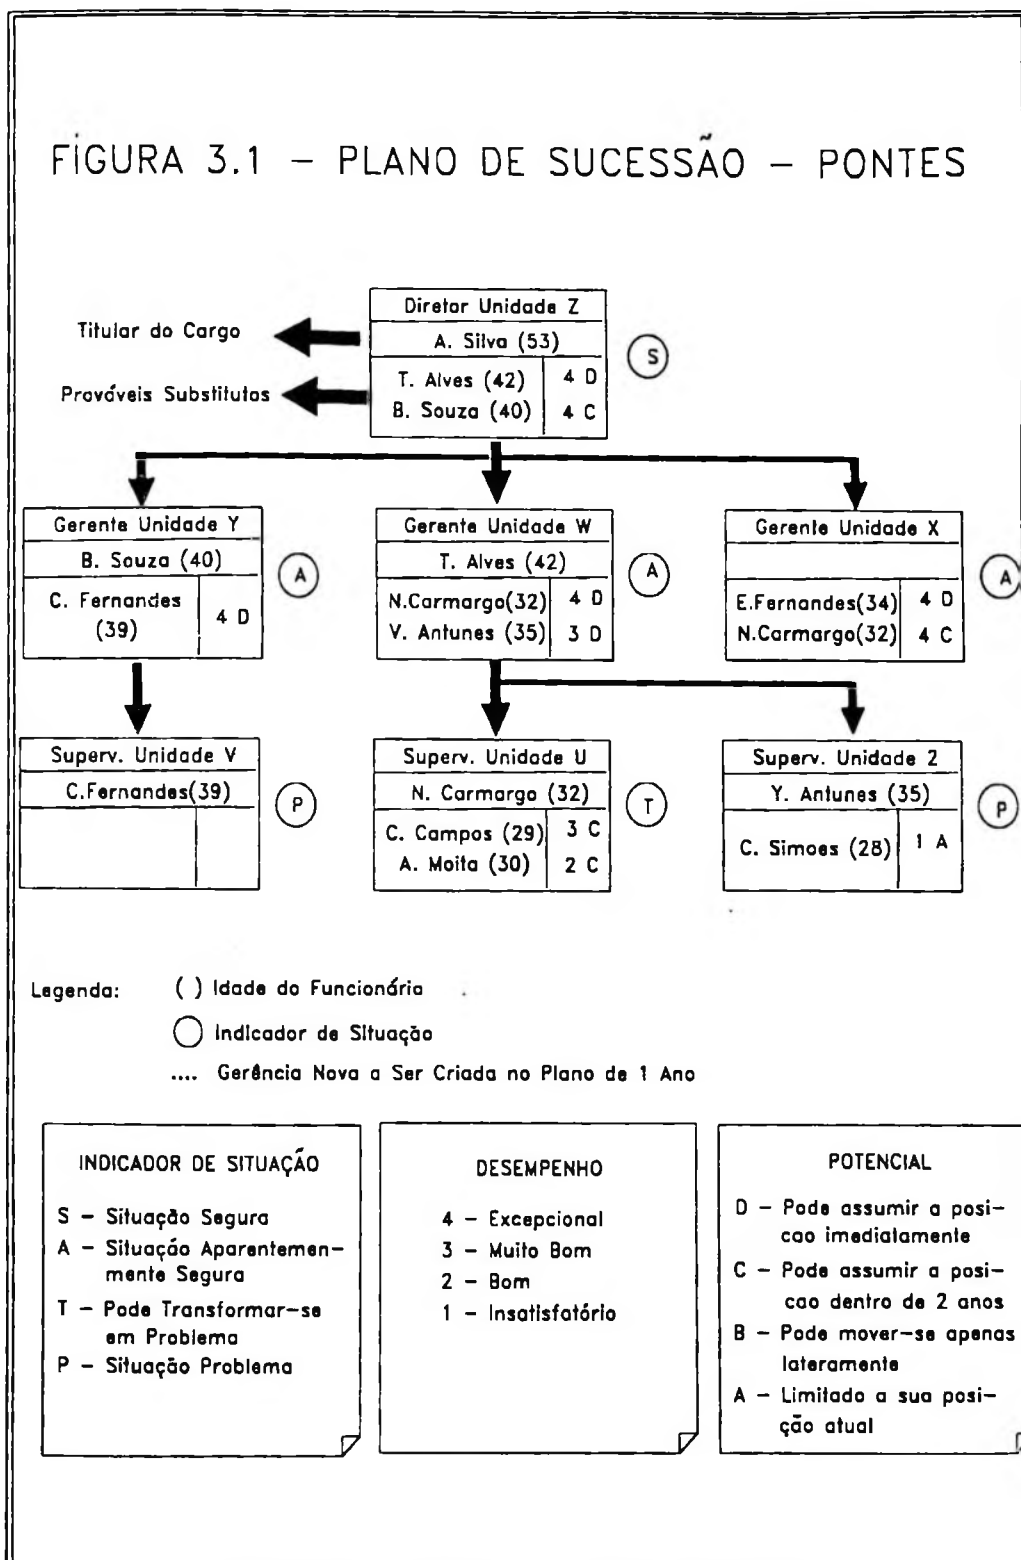 FIGURA 3.1 – PLANO DE SUCESSÃO – PONTES
Diretor Unidade Z
Titular do Cargo
A. Silva (53)
S
Prováveis Substitutos
T. Alves (42) 4 D
B. Souza (40) 4 C
Gerente Unidade Y
B. Souza (40)
A
C. Fernandes
(39)
4 D
Gerente Unidade W
T. Alves (42)
A
N.Carmargo(32) 4 D
V. Antunes (35) 3 D
Gerente Unidade X
A
E.Fernandes(34) 4 D
N.Carmargo(32) 4 C
Superv. Unidade V
C.Fernandes(39)
P
Superv. Unidade U
N. Carmargo (32)
T
C. Campos (29) 3 C
A. Moita (30) 2 C
Superv. Unidade 2
Y. Antunes (35)
P
C. Simoes (28) 1 A
Legenda: ( ) Idade do Funcionária
Indicador de Situação
.... Gerência Nova a Ser Criada no Plano de 1 Ano
INDICADOR DE SITUAÇÃO
S – Situação Segura
A – Situação Aparentemen-
mente Segura
T – Pode Transformar-se
em Problema
P – Situação Problema
DESEMPENHO
4 – Excepcional
3 – Muito Bom
2 – Bom
1 – Insatisfatório
POTENCIAL
D – Pode assumir a posi-
cao imediatamente
C – Pode assumir a posi-
cao dentro de 2 anos
B – Pode mover-se apenas
lateramente
A – Limitado a sua posi-
ção atual